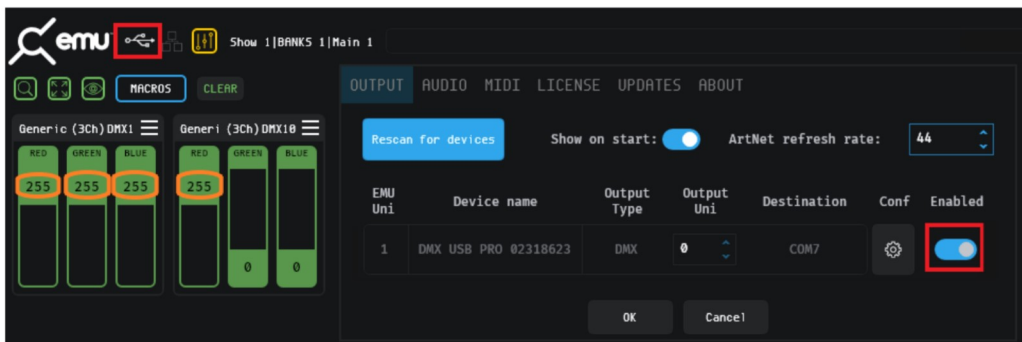 emu Show 1|BANKS 1|Main 1
MACROS CLEAR
Generic (3Ch) DMX1 Generi (3Ch) DMX10
RED GREEN BLUE RED GREEN BLUE
255 255 255 255
0 0
OUTPUT AUDIO MIDI LICENSE UPDATES ABOUT
Rescan for devices Show on start: ArtNet refresh rate: 44
EMU Uni Device name Output Type Output Uni Destination Conf Enabled
1 DMX USB PRO 02318623 DMX 0 COM7
OK Cancel